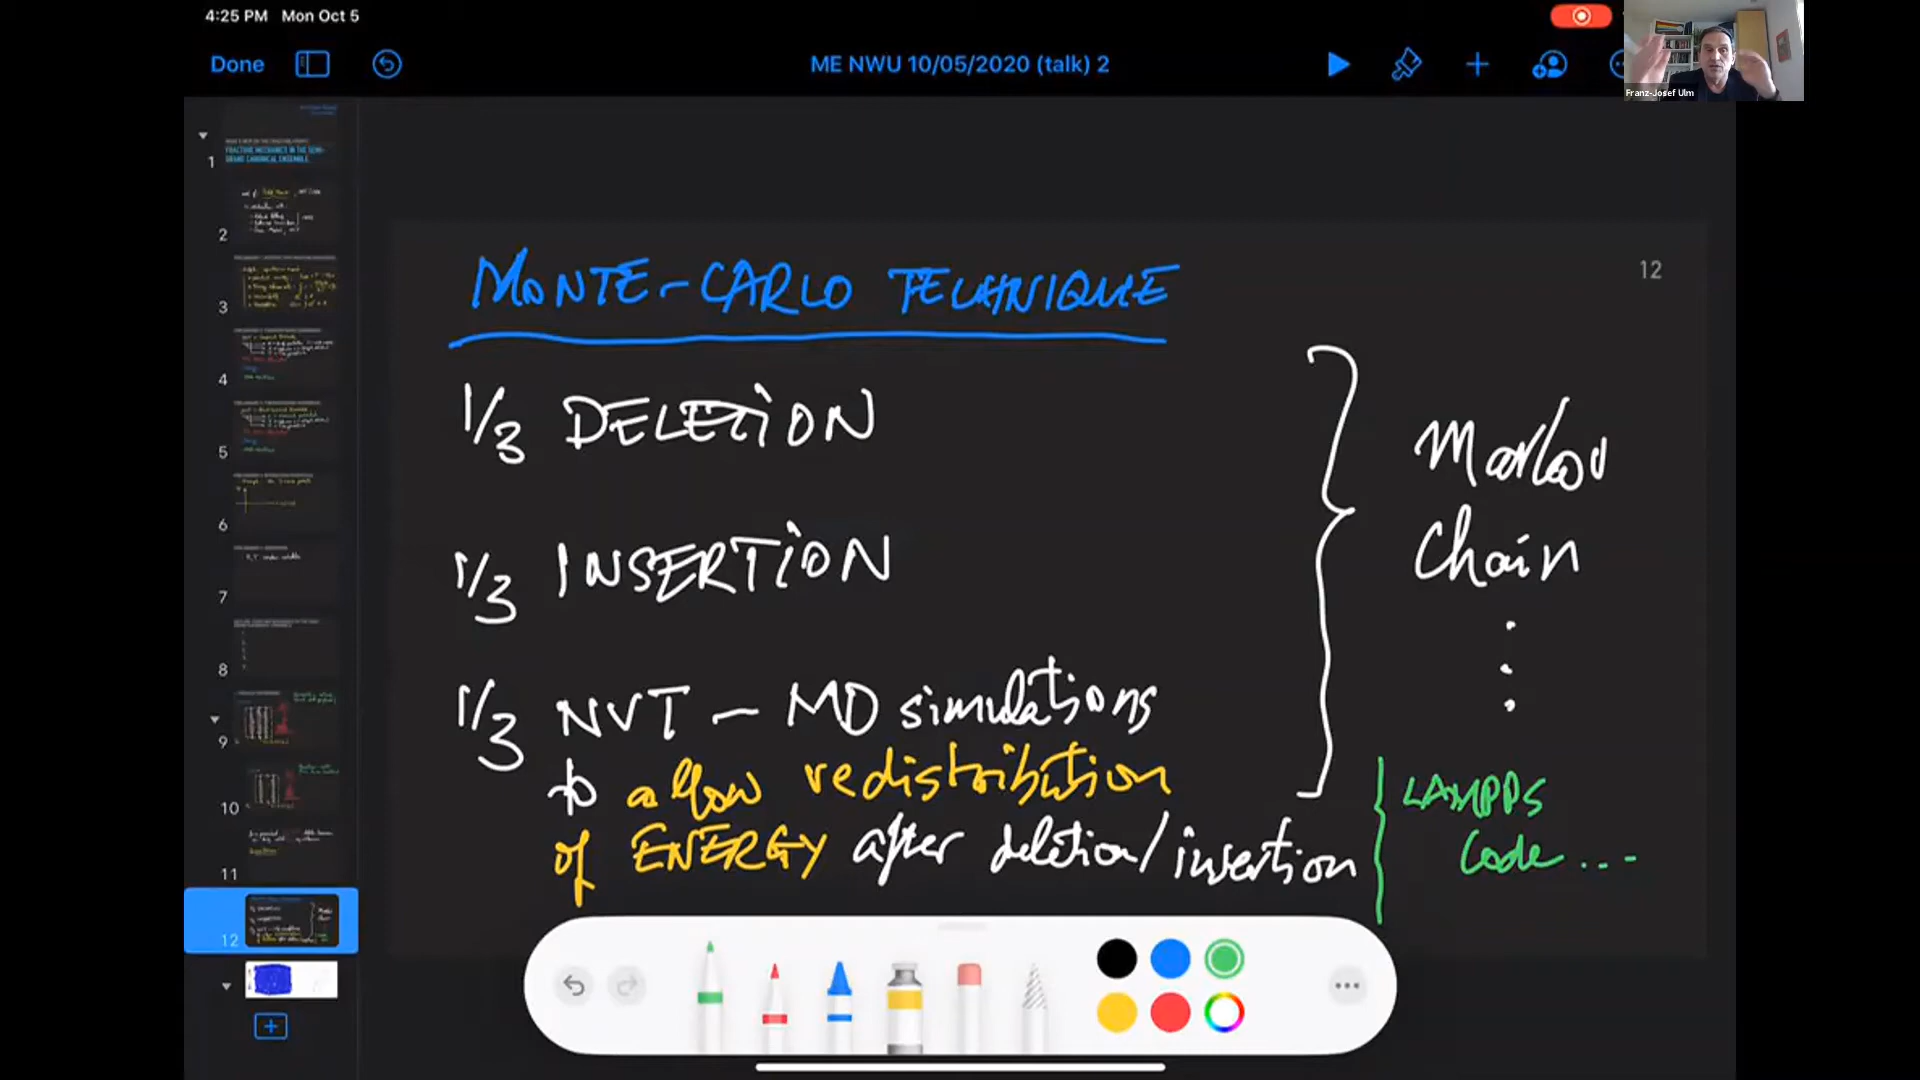 4:25 PM Mon Oct 5
Done
ME NWU 10/05/2020 (talk) 2
Franz-Josef Ulm
1
2
3
4
5
6
7
8
9
10
11
12
12
MONTE-CARLO TECHNIQUE
1/3 DELETION
1/3 INSERTION
1/3 NVT - MD simulations
to allow redistribution
of ENERGY after deletion/insertion
Markov
Chain
LAMPPS
Code ...